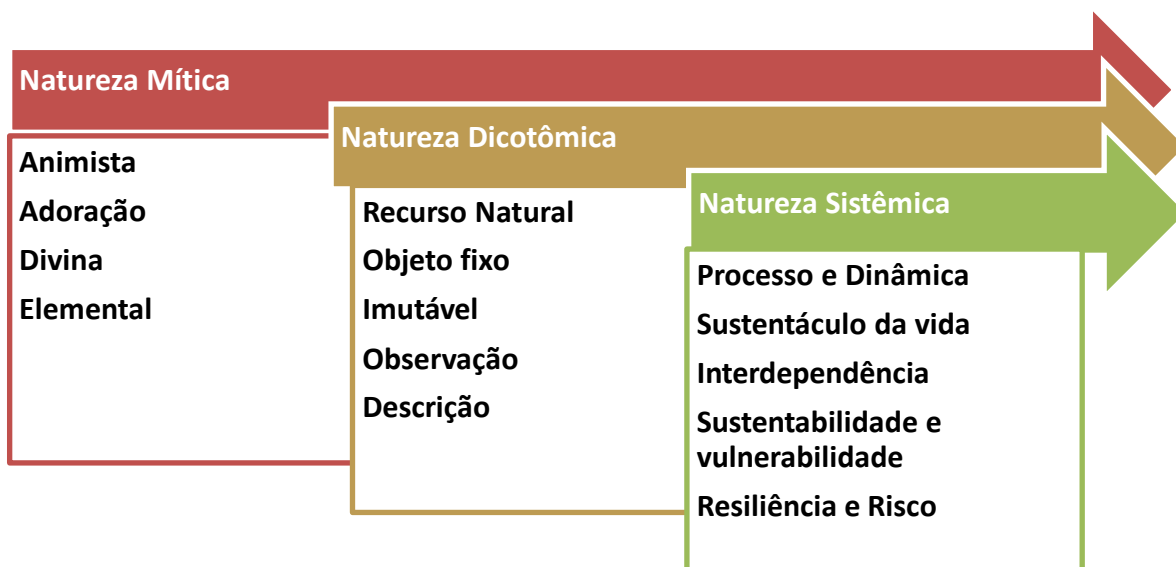 Natureza Mítica
Animista
Adoração
Divina
Elemental
Natureza Dicotômica
Recurso Natural
Objeto fixo
Imutável
Observação
Descrição
Natureza Sistêmica
Processo e Dinâmica
Sustentáculo da vida
Interdependência
Sustentabilidade e
vulnerabilidade
Resiliência e Risco